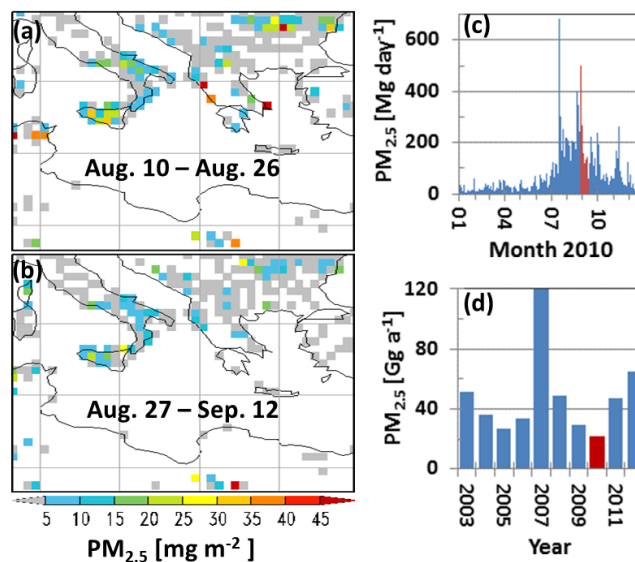 (a)
Aug. 10 – Aug. 26
(b)
Aug. 27 – Sep. 12
5 10 15 20 25 30 35 40 45
PM2.5 [mg m-2]
(c)
PM2.5 [Mg day-1]
600
400
200
0
01 04 07 10
Month 2010
(d)
PM2.5 [Gg a-1]
120
80
40
0
2003 2005 2007 2009 2011
Year